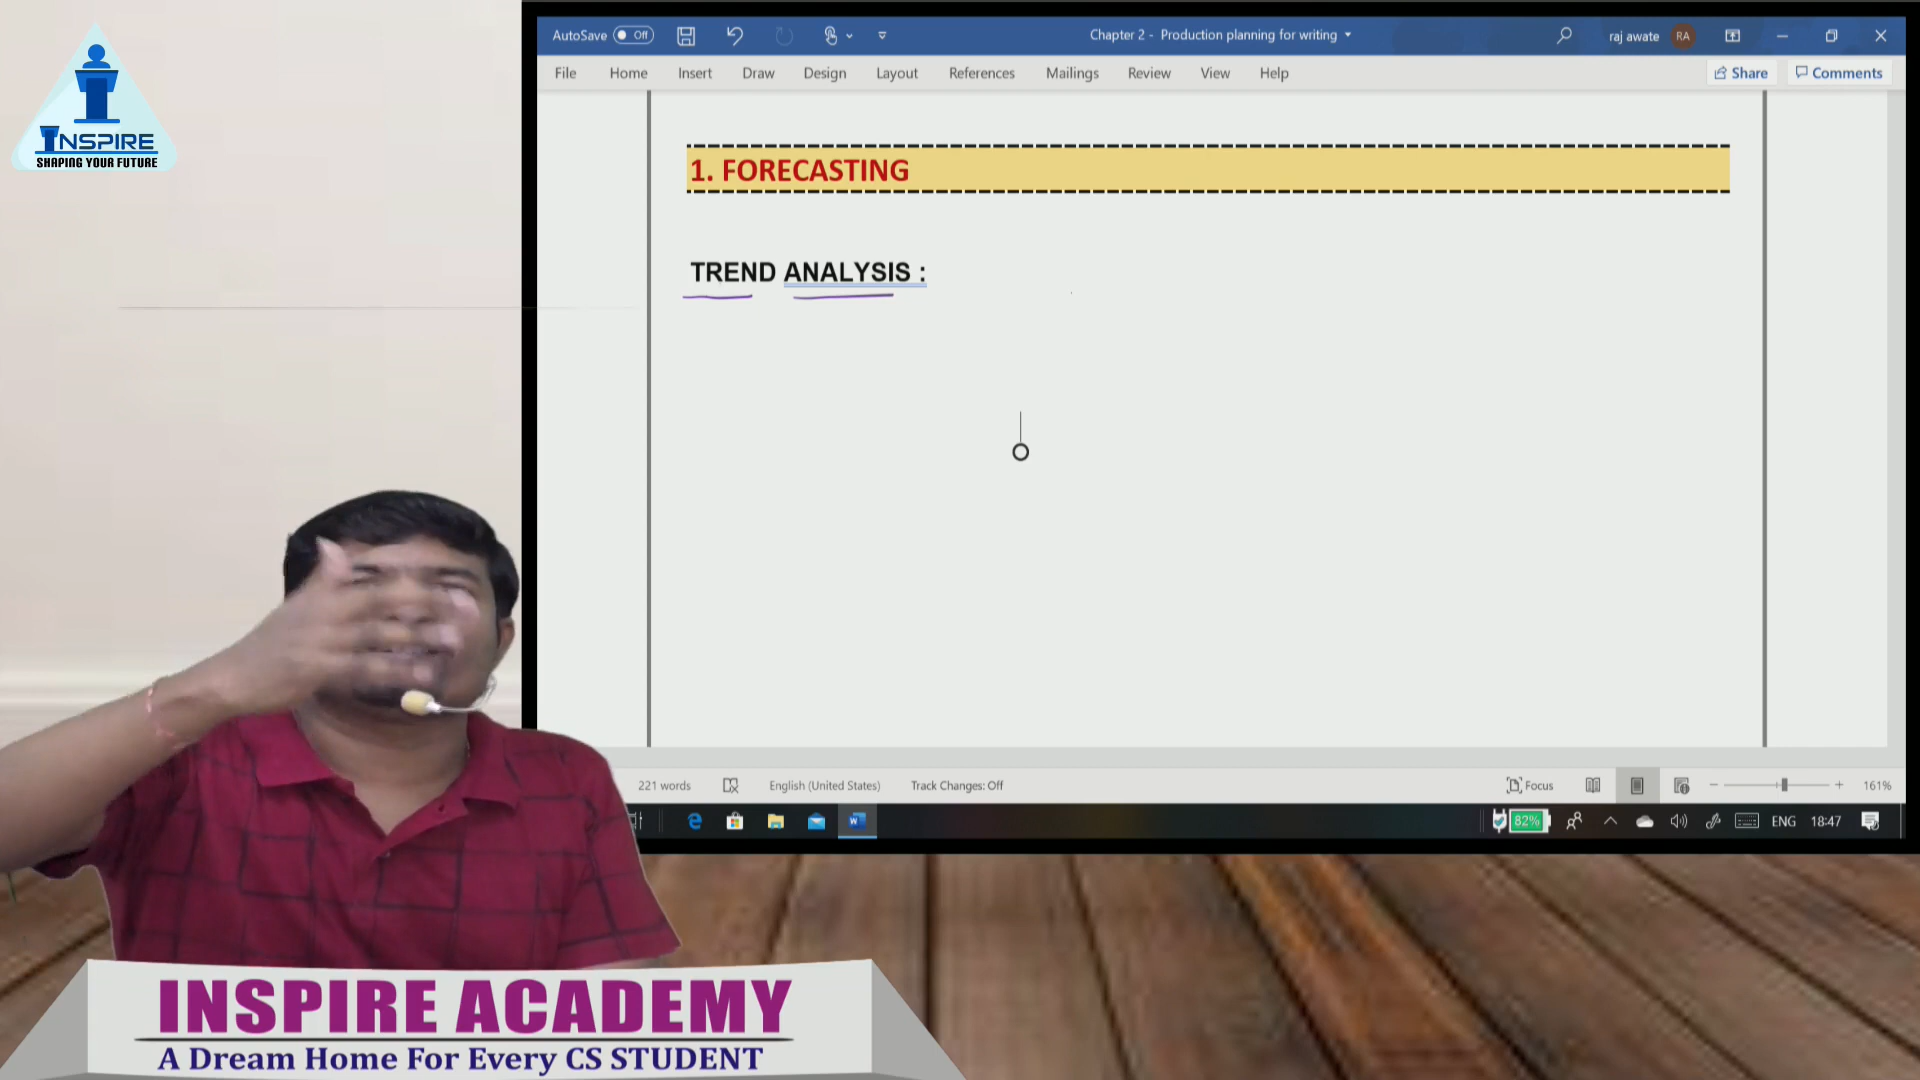 INSPIRE
SHAPING YOUR FUTURE
AutoSave Off
Chapter 2 - Production planning for writing
raj awate RA
File Home Insert Draw Design Layout References Mailings Review View Help
Share Comments
1. FORECASTING
TREND ANALYSIS :
221 words English (United States) Track Changes: Off
Focus
161%
82% ENG 18:47
INSPIRE ACADEMY
A Dream Home For Every CS STUDENT